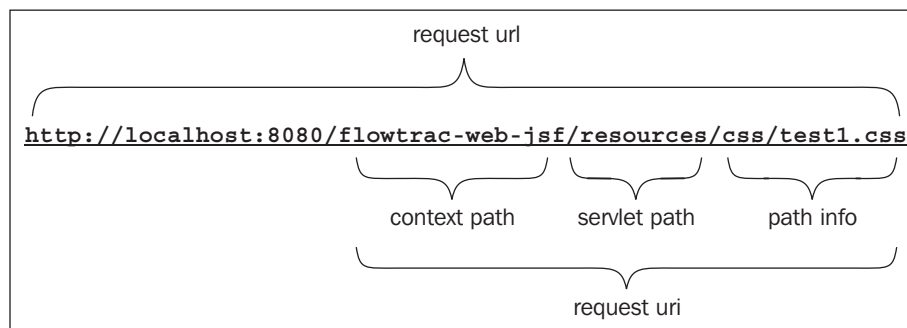 request url
http://localhost:8080/flowtrac-web-jsf/resources/css/test1.css
context path servlet path path info
request uri